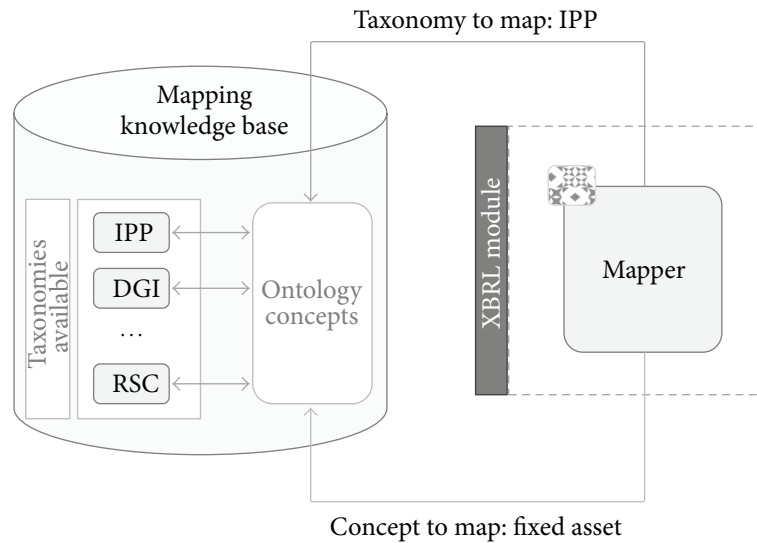 Taxonomy to map: IPP
Mapping
knowledge base
Taxonomies
available
IPP
DGI
…
RSC
Ontology
concepts
XBRL module
Mapper
Concept to map: fixed asset